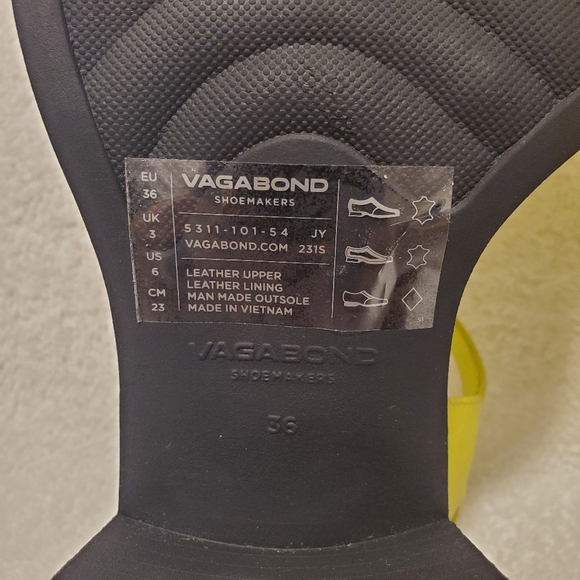 EU
36
UK
3
US
6
CM
23
VAGABOND
SHOEMAKERS
5311-101-54 JY
VAGABOND.COM 231S
LEATHER UPPER
LEATHER LINING
MAN MADE OUTSOLE
MADE IN VIETNAM
VAGABOND
SHOEMAKERS
36